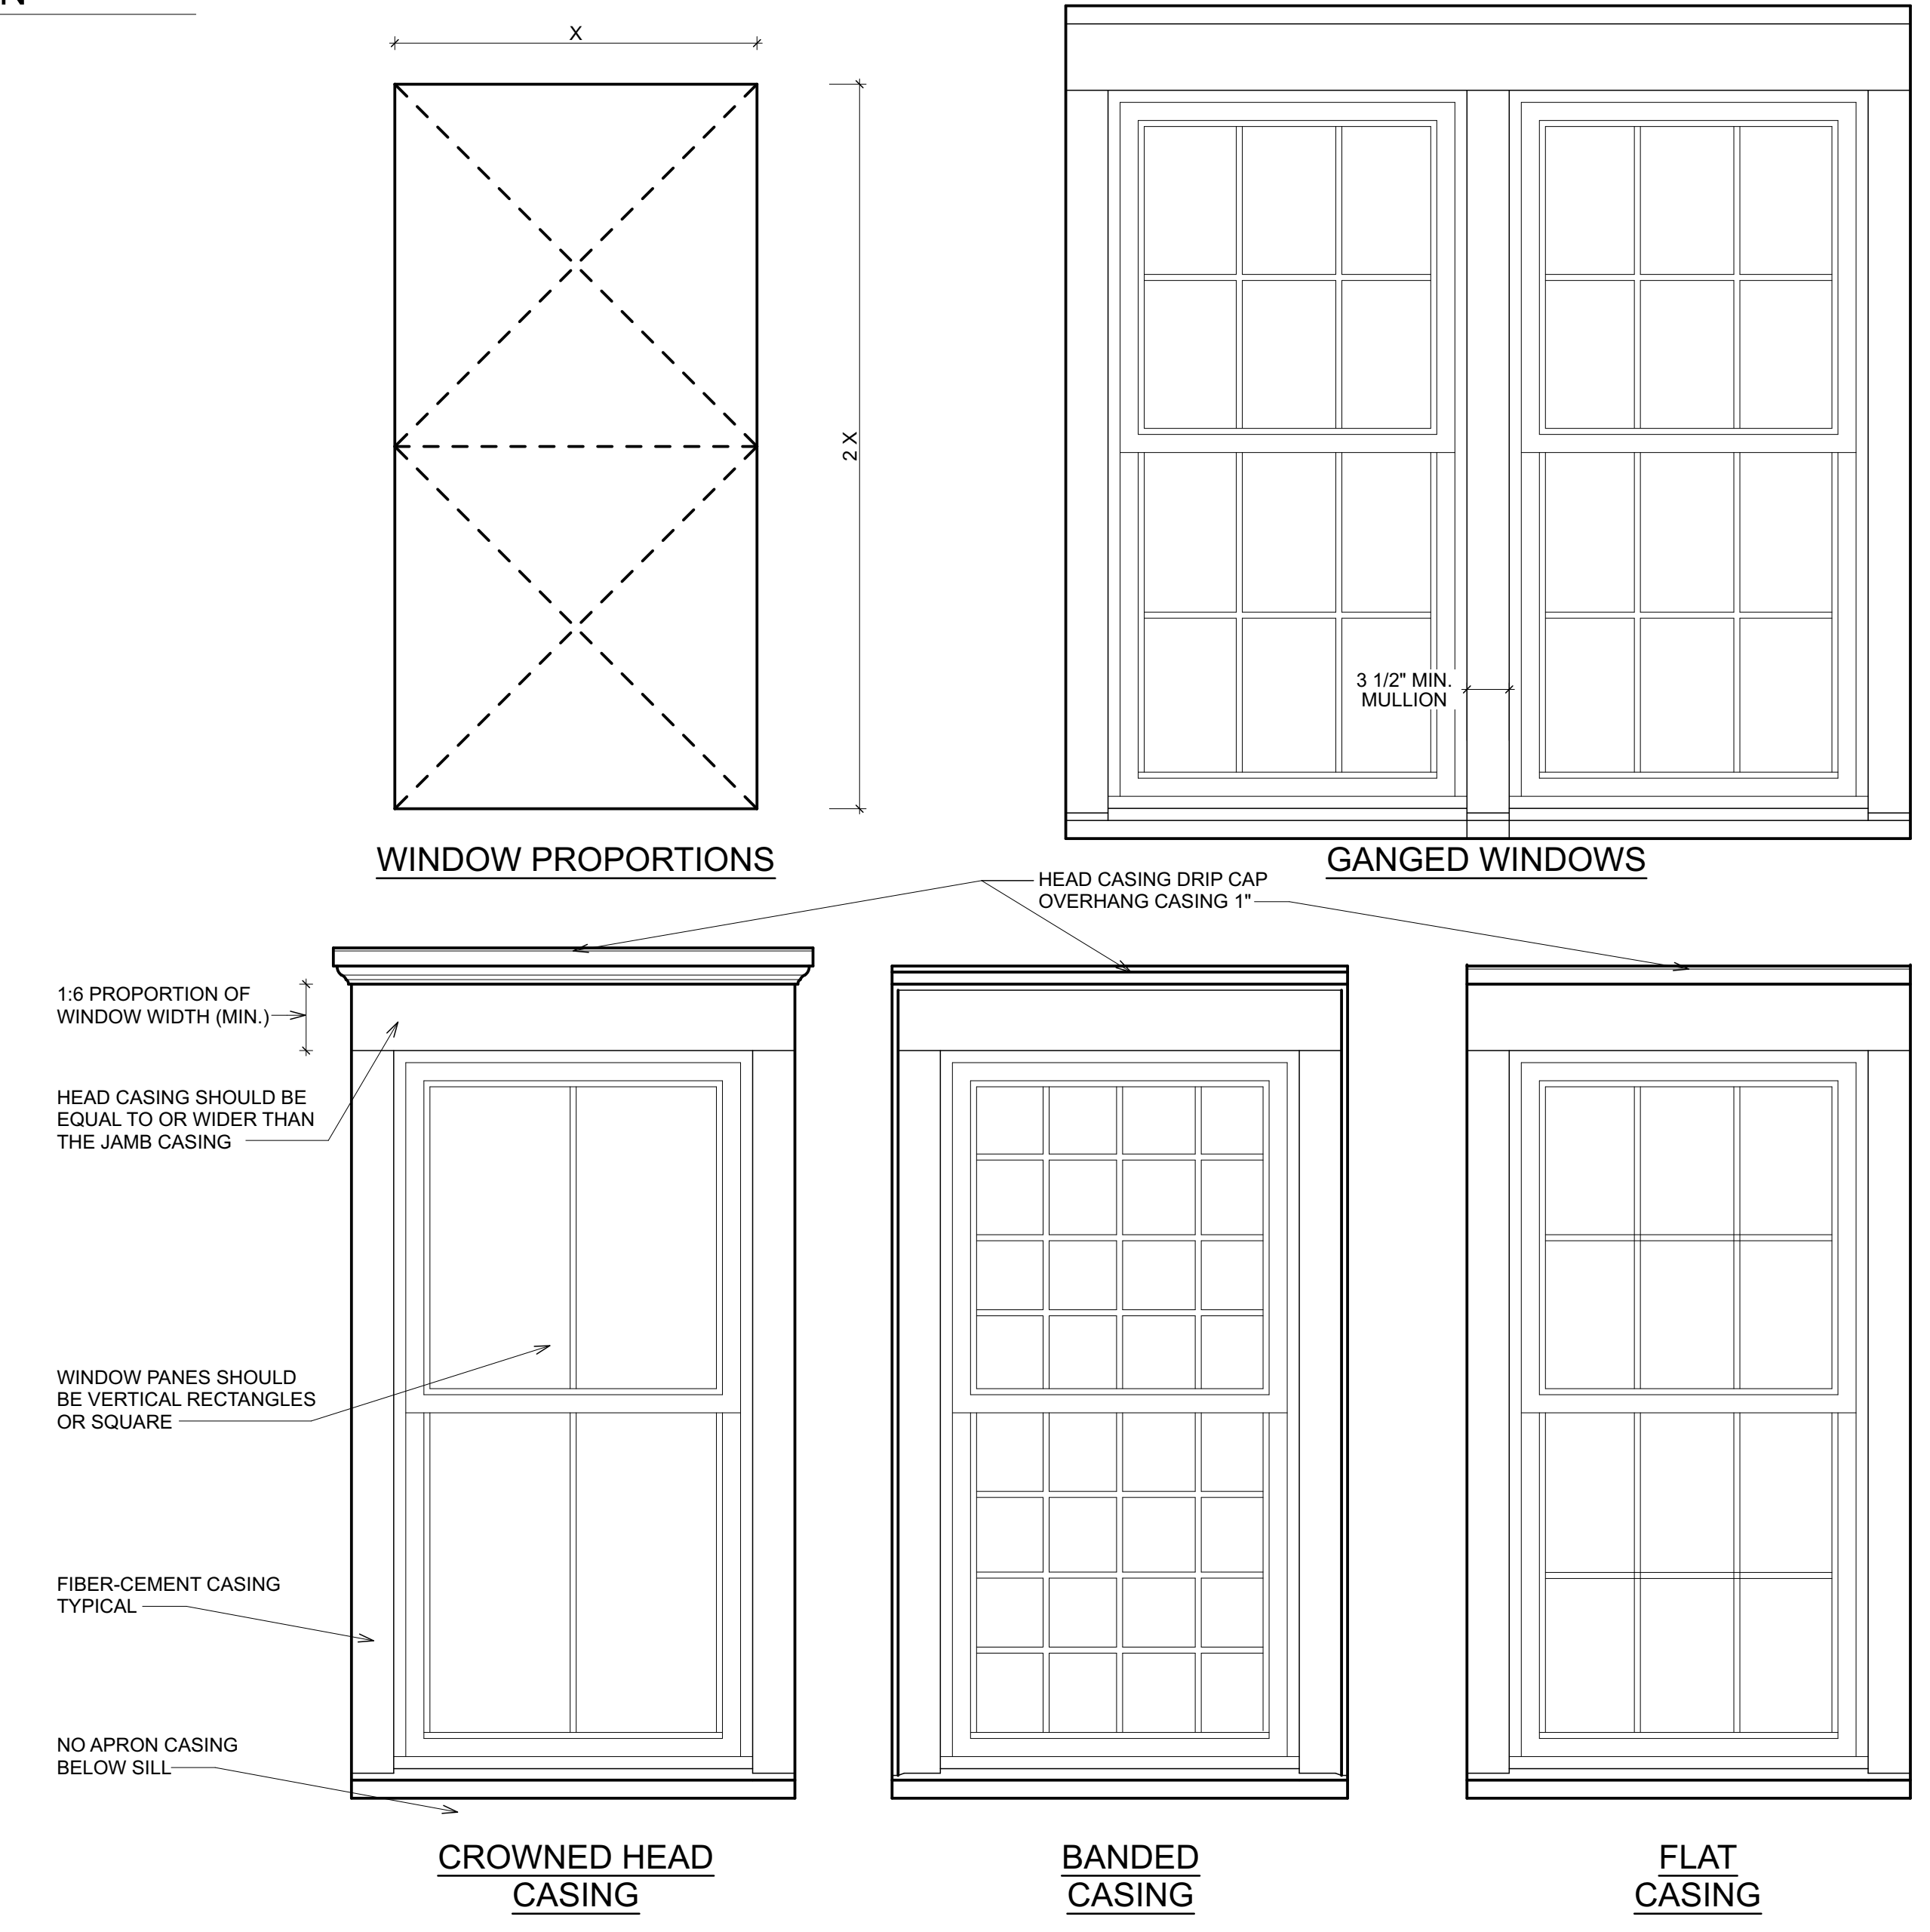 X
2 X
3 1/2" MIN.
MULLION
WINDOW PROPORTIONS
GANGED WINDOWS
HEAD CASING DRIP CAP
OVERHANG CASING 1"
1:6 PROPORTION OF
WINDOW WIDTH (MIN.)
HEAD CASING SHOULD BE
EQUAL TO OR WIDER THAN
THE JAMB CASING
WINDOW PANES SHOULD
BE VERTICAL RECTANGLES
OR SQUARE
FIBER-CEMENT CASING
TYPICAL
NO APRON CASING
BELOW SILL
CROWNED HEAD
CASING
BANDED
CASING
FLAT
CASING